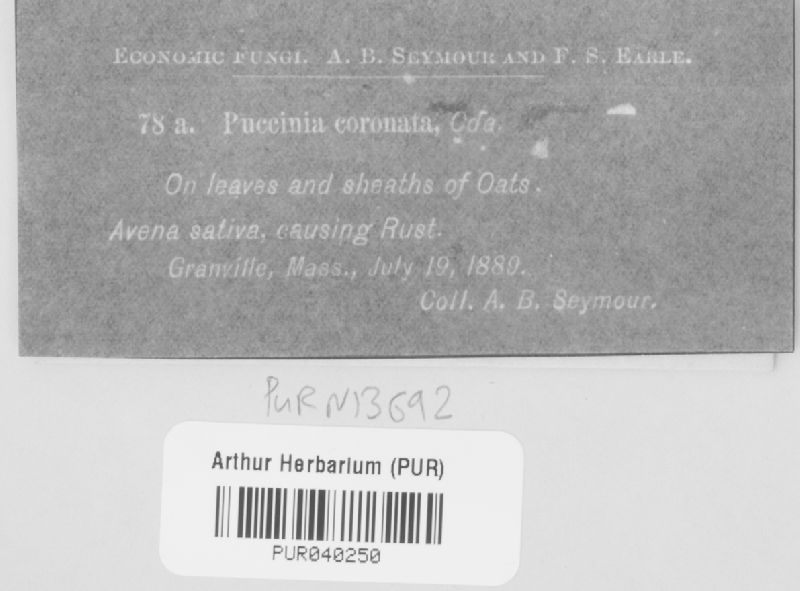 ECONOMIC FUNGI. A. B. SEYMOUR AND F. S. EARLE.
78 a. Puccinia coronata, Cda.
On leaves and sheaths of Oats.
Avena sativa, causing Rust.
Granville, Mass., July 19, 1889.
Coll. A. B. Seymour.
PUR N13692
Arthur Herbarium (PUR)
PUR040250